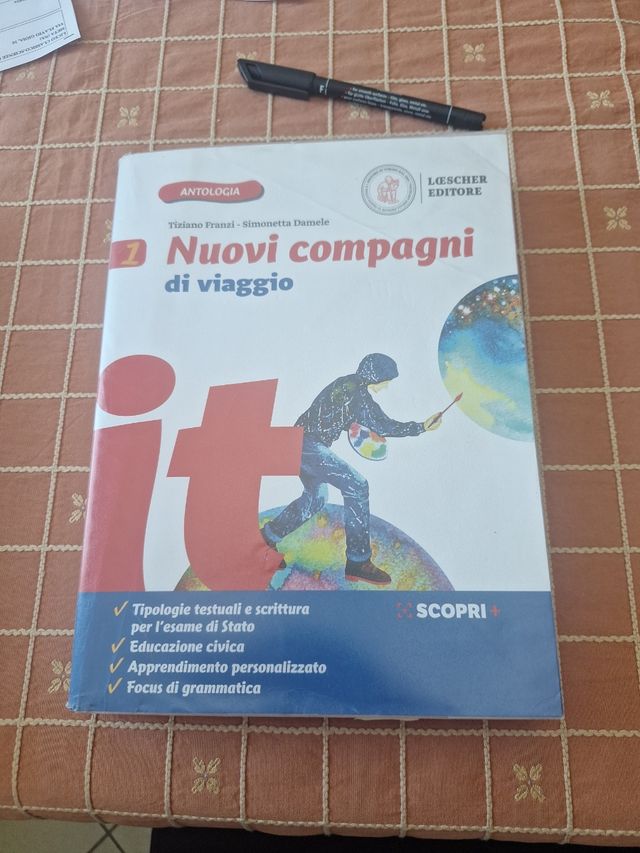 ANTOLOGIA
LŒSCHER
EDITORE
Tiziano Franzi - Simonetta Damele
1 Nuovi compagni
di viaggio
it
✓ Tipologie testuali e scrittura
per l'esame di Stato
✓ Educazione civica
✓ Apprendimento personalizzato
✓ Focus di grammatica
SCOPRI+